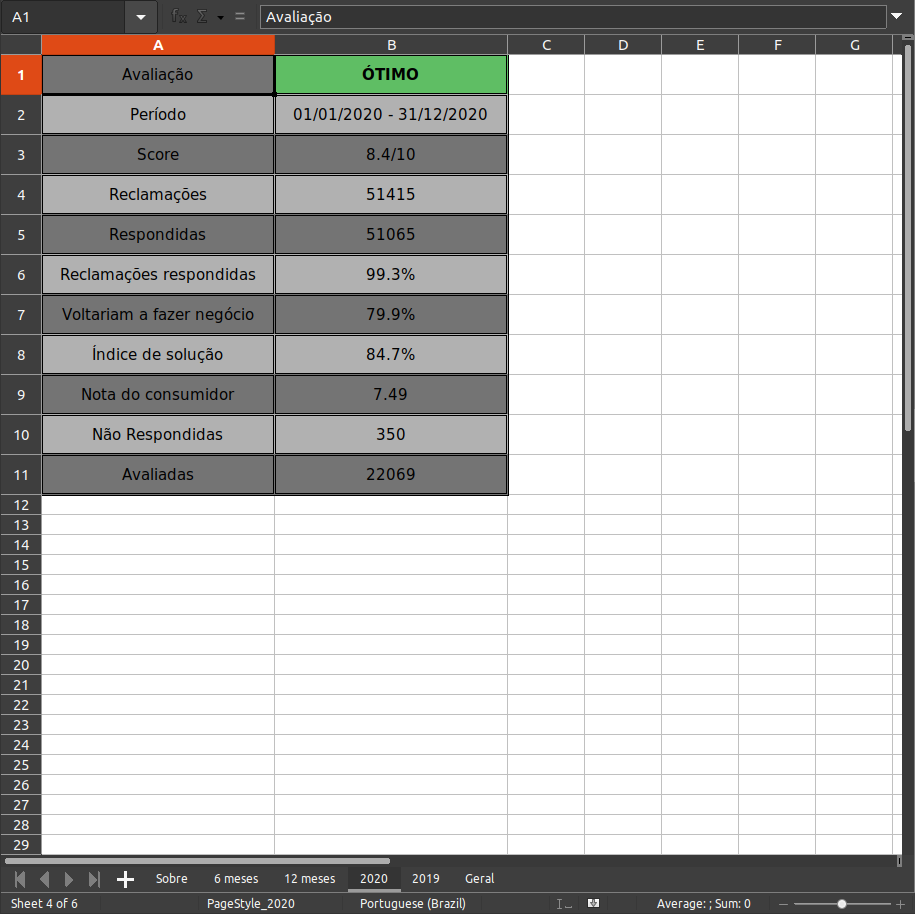 A1 fx Σ = Avaliação
A B C D E F G
1 Avaliação ÓTIMO
2 Período 01/01/2020 - 31/12/2020
3 Score 8.4/10
4 Reclamações 51415
5 Respondidas 51065
6 Reclamações respondidas 99.3%
7 Voltariam a fazer negócio 79.9%
8 Índice de solução 84.7%
9 Nota do consumidor 7.49
10 Não Respondidas 350
11 Avaliadas 22069
12
13
14
15
16
17
18
19
20
21
22
23
24
25
26
27
28
29
Sobre 6 meses 12 meses 2020 2019 Geral
Sheet 4 of 6 PageStyle_2020 Portuguese (Brazil) Average: ; Sum: 0